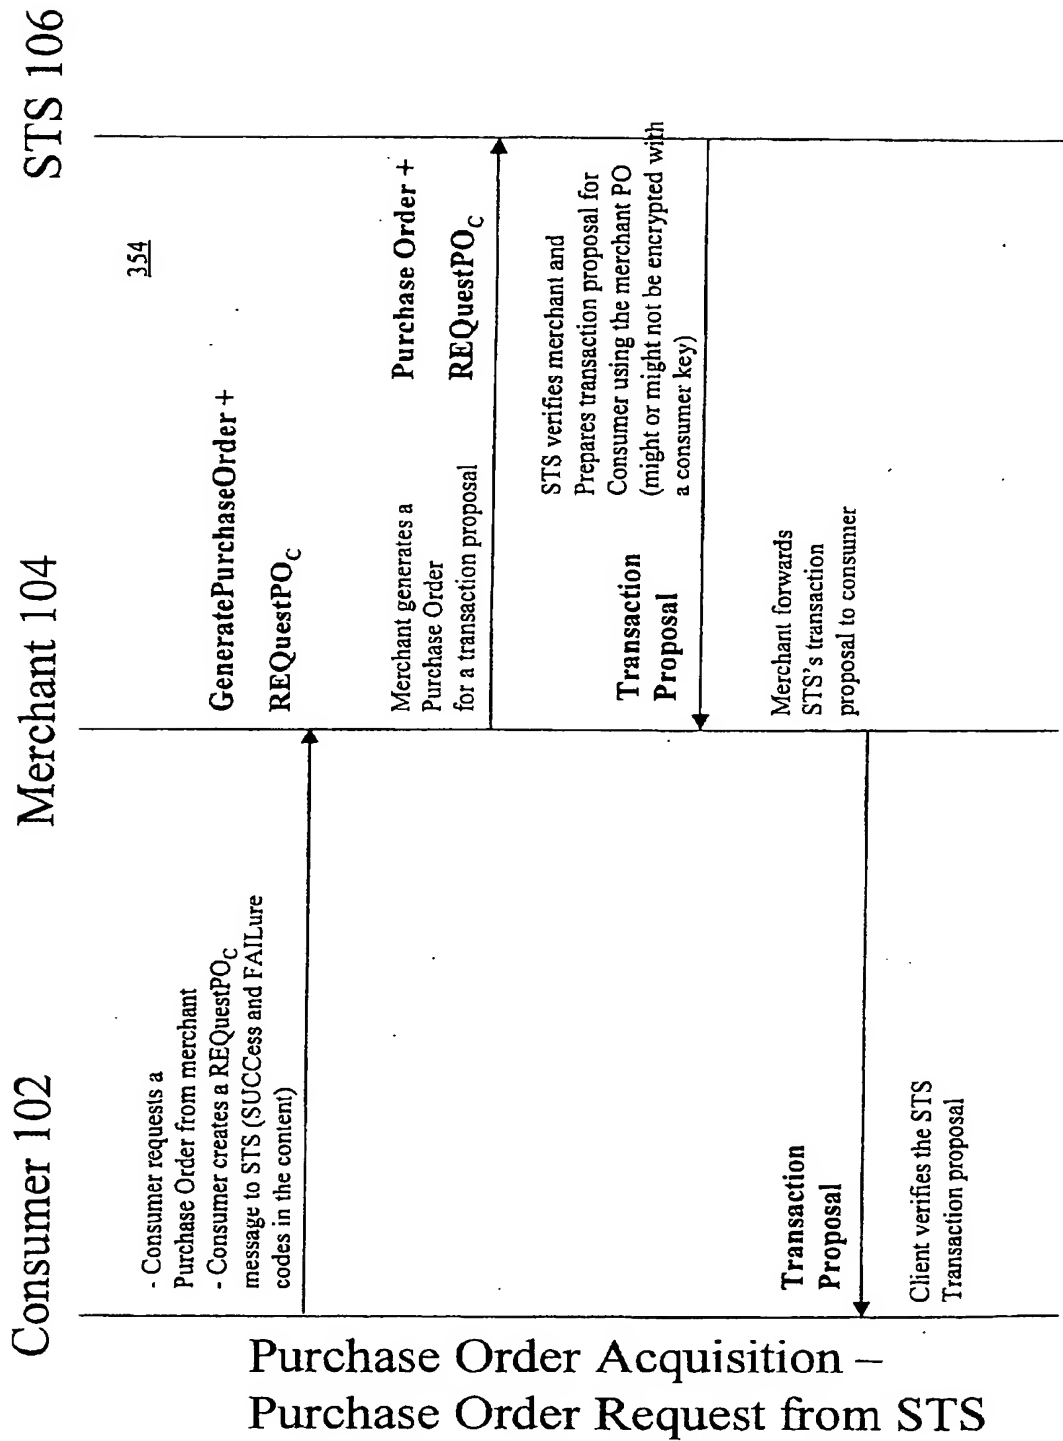 Consumer 102
Merchant 104
STS 106
354
- Consumer requests a
Purchase Order from merchant
- Consumer creates a REQuestPOC
message to STS (SUCCess and FAILure
codes in the content)
GeneratePurchaseOrder +
REQuestPOC
Merchant generates a
Purchase Order
for a transaction proposal
Purchase Order +
REQuestPOC
STS verifies merchant and
Prepares transaction proposal for
Consumer using the merchant PO
(might or might not be encrypted with
a consumer key)
Transaction
Proposal
Merchant forwards
STS's transaction
proposal to consumer
Transaction
Proposal
Client verifies the STS
Transaction proposal
Purchase Order Acquisition –
Purchase Order Request from STS